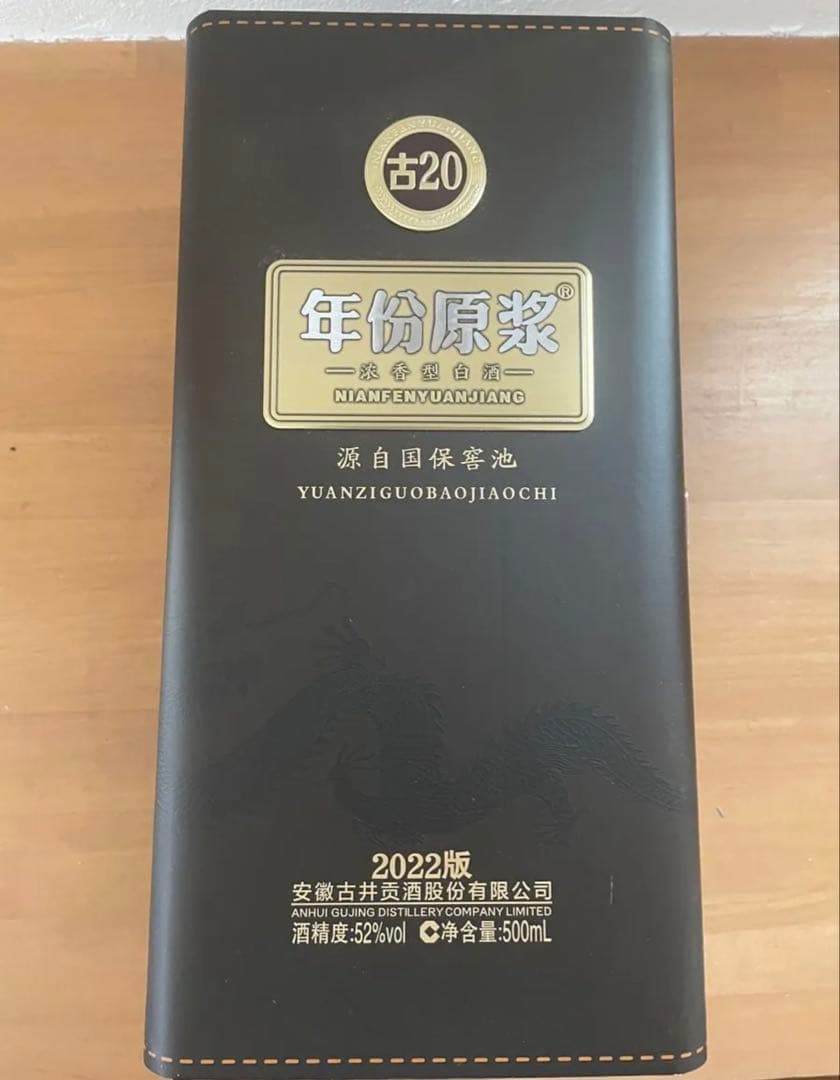 NIANFENYUANJIANG
古20
年份原浆®
浓香型白酒
NIANFENYUANJIANG
源自国保窖池
YUANZIGUOBAOJIAOCHI
2022版
安徽古井贡酒股份有限公司
ANHUI GUJING DISTILLERY COMPANY LIMITED
酒精度:52%vol 净含量:500mL